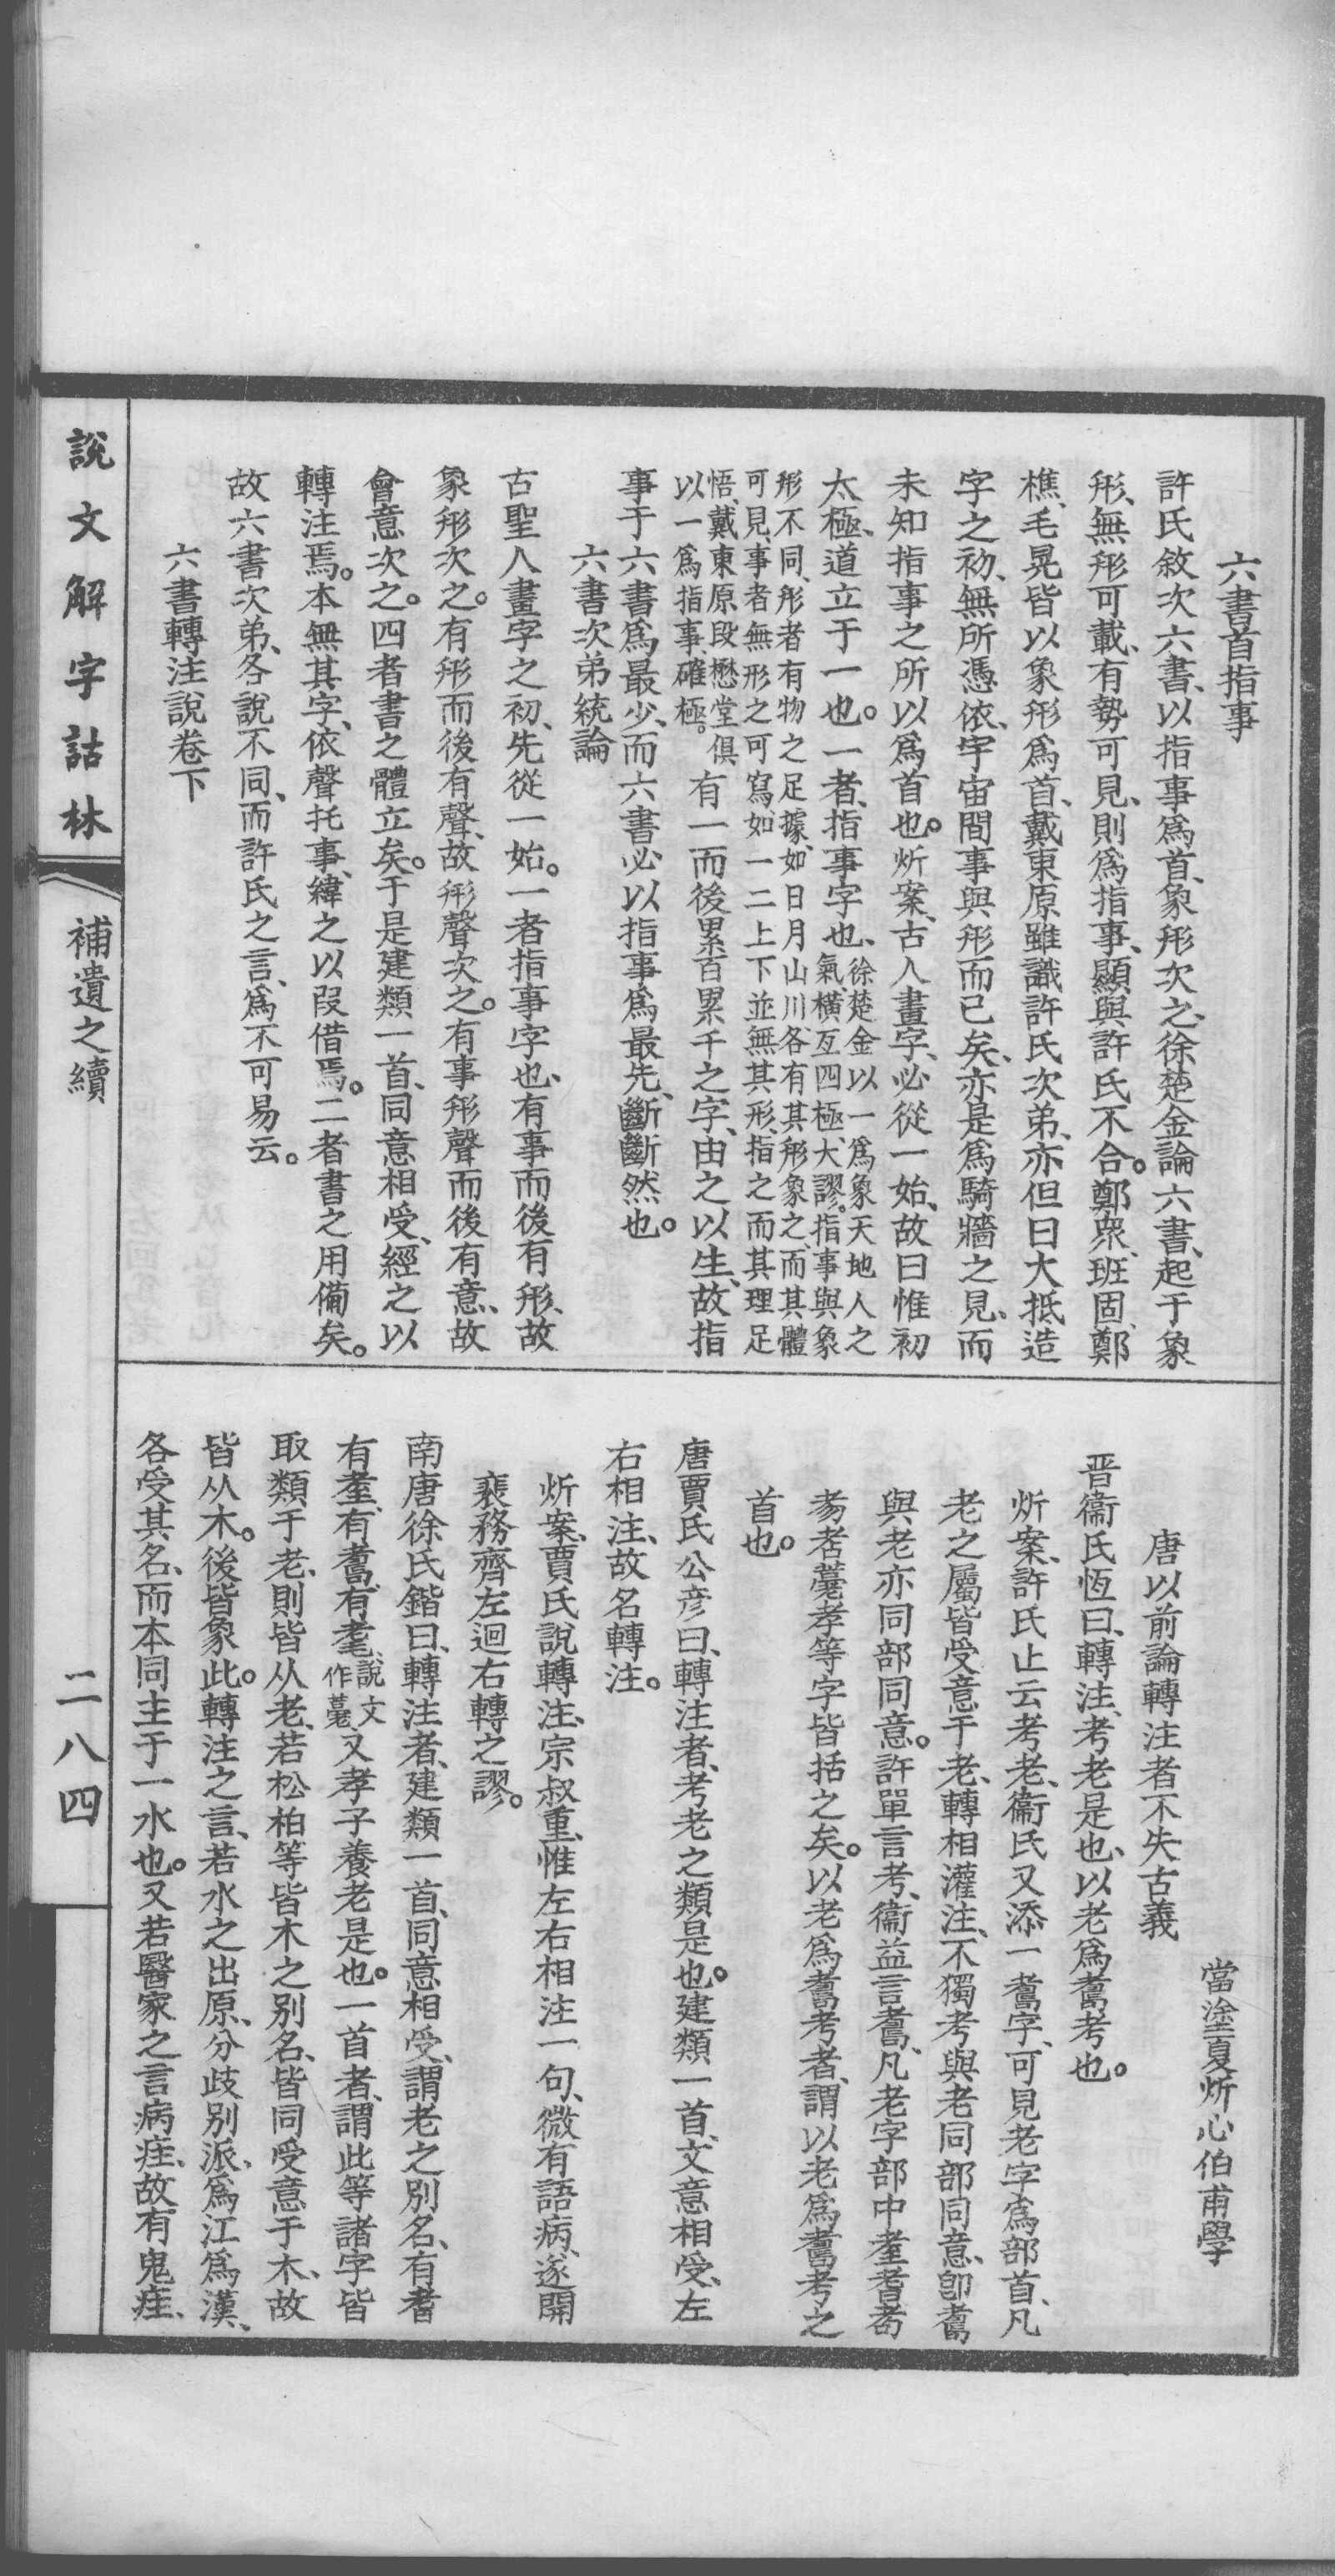 六書首指事
許氏敘次六書、以指事爲首、象形次之、徐楚金論六書、起于象
形、無形可載、有勢可見、則爲指事、顯與許氏不合。鄭衆、班固、鄭
樵、毛晃皆以象形爲首、戴東原雖識許氏次弟、亦但曰大抵造
字之初、無所憑依、宇宙間事與形而已矣、亦是爲騎牆之見、而
未知指事之所以爲首也。炘案、古人畫字、必從一始、故曰惟初
太極、道立于一也。一者、指事字也、徐楚金以一爲象天地人之
氣、橫亙四極、大謬。指事與象
形不同、形者有物之足據、如日月山川、各有其形象之、而其體
可見、事者無形之可寫、如一二上下並無其形、指之而其理足
悟、戴東原段懋堂俱
以一爲指事、確極。有一而後累百累千之字、由之以生、故指
事于六書爲最少、而六書必以指事爲最先、斷斷然也。
六書次弟統論
古聖人畫字之初、先從一始。一者指事字也、有事而後有形、故
象形次之。有形而後有聲、故形聲次之。有事形聲而後有意、故
會意次之。四者書之體立矣。于是建類一首、同意相受、經之以
轉注焉。本無其字、依聲托事、緯之以叚借焉。二者書之用備矣。
故六書次弟、各說不同、而許氏之言、爲不可易云。
六書轉注說卷下
當塗夏炘心伯甫學
唐以前論轉注者不失古義
晋衞氏恆曰、轉注、考老是也、以老爲耆考也。
炘案、許氏止云考老、衞氏又添一耆字、可見老字爲部首、凡
老之屬皆受意于老、轉相灌注、不獨考與老同部同意、卽耆
與老亦同部同意。許單言考、衞益言耆、凡老字部中耋耆耇
耆耄孝等字皆括之矣。以老爲耆考者、謂以老爲耆考之
首也。
唐賈氏公彥曰、轉注者、考老之類是也。建類一首、文意相受、左
右相注、故名轉注。
炘案、賈氏說轉注、宗叔重、惟左右相注一句、微有語病、遂開
裴務齊左迴右轉之謬。
南唐徐氏鍇曰、轉注者、建類一首、同意相受、謂老之別名、有耆
有耋、有耆、有耄、說文
作薹又孝子養老是也。一首者、謂此等諸字皆
取類于老、則皆从老、若松柏等皆木之別名、皆同受意于木、故
皆从木。後皆象此。轉注之言、若水之出原、分歧別派、爲江爲漢、
各受其名、而本同主于一水也。又若醫家之言病疰、故有鬼疰、
說文解字詁林
補遺之續
二八四